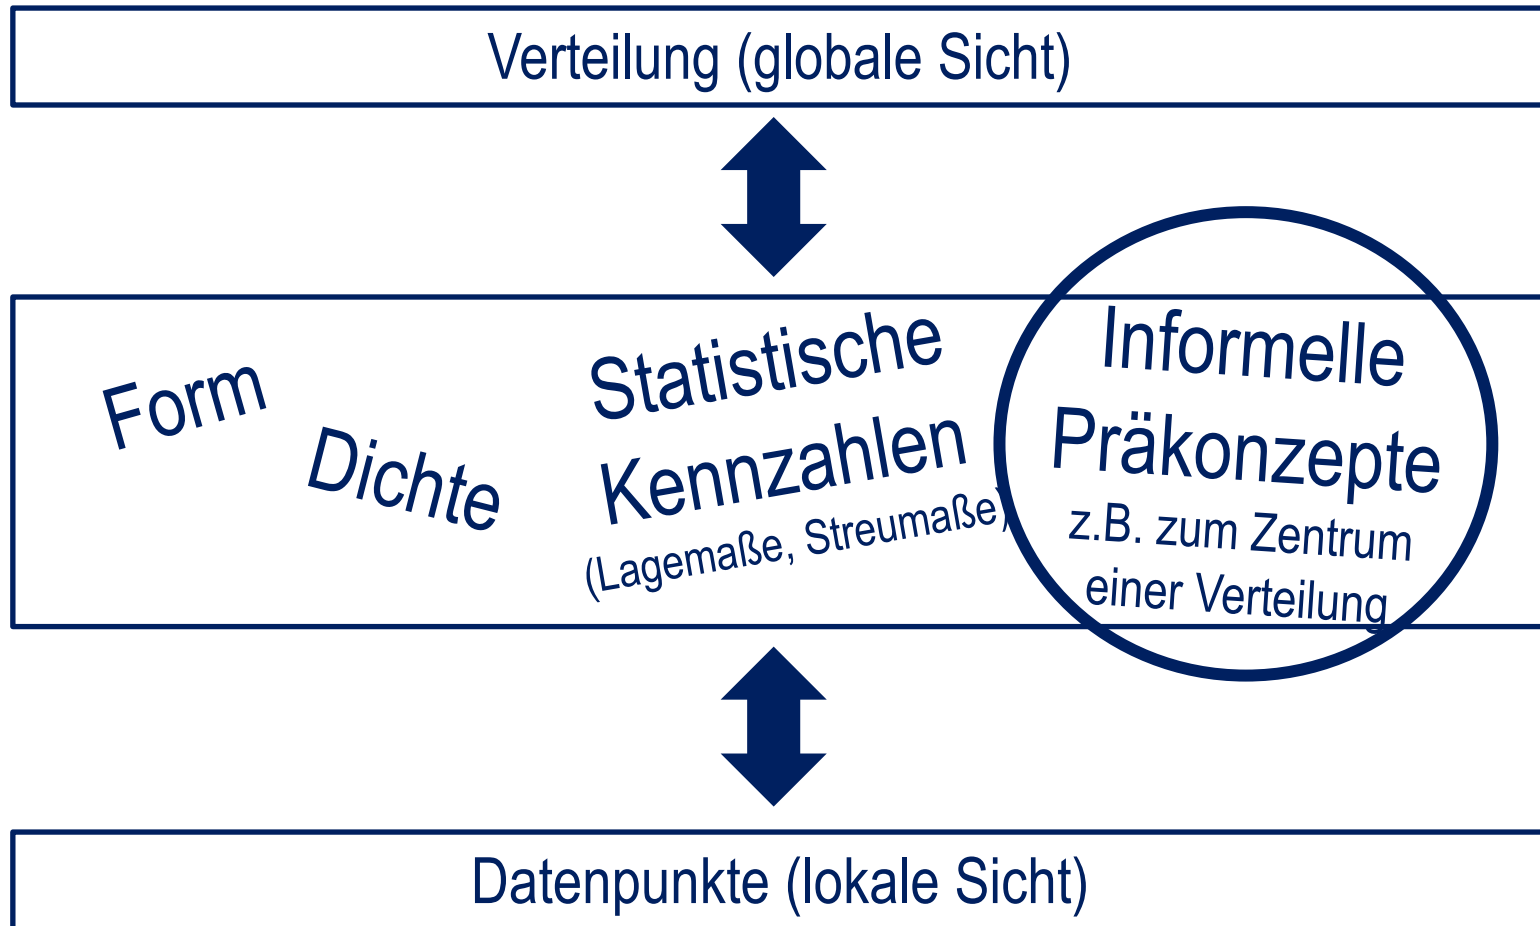 Verteilung (globale Sicht)
Form
Dichte
Statistische
Kennzahlen
(Lagemaße, Streumaße)
Informelle
Präkonzepte
z.B. zum Zentrum
einer Verteilung
Datenpunkte (lokale Sicht)